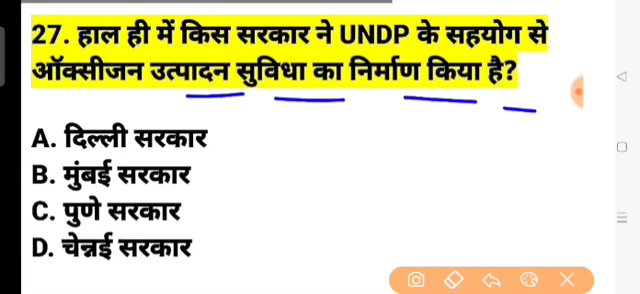 27. हाल ही में किस सरकार ने UNDP के सहयोग से
ऑक्सीजन उत्पादन सुविधा का निर्माण किया है?
A. दिल्ली सरकार
B. मुंबई सरकार
C. पुणे सरकार
D. चेन्नई सरकार